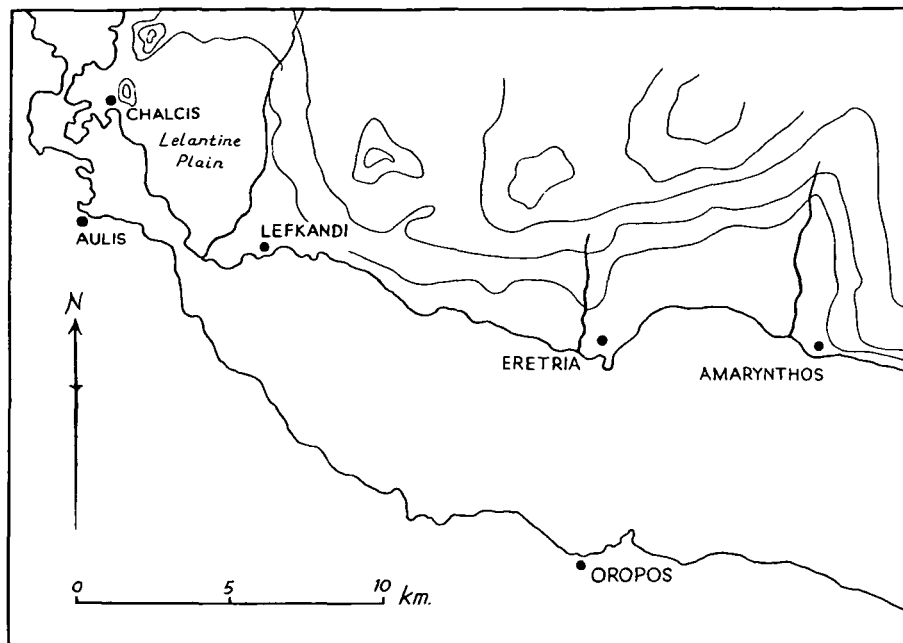 CHALCIS
Lelantine
Plain
AULIS
LEFKANDI
N
ERETRIA
AMARYNTHOS
OROPOS
0 5 10
km.